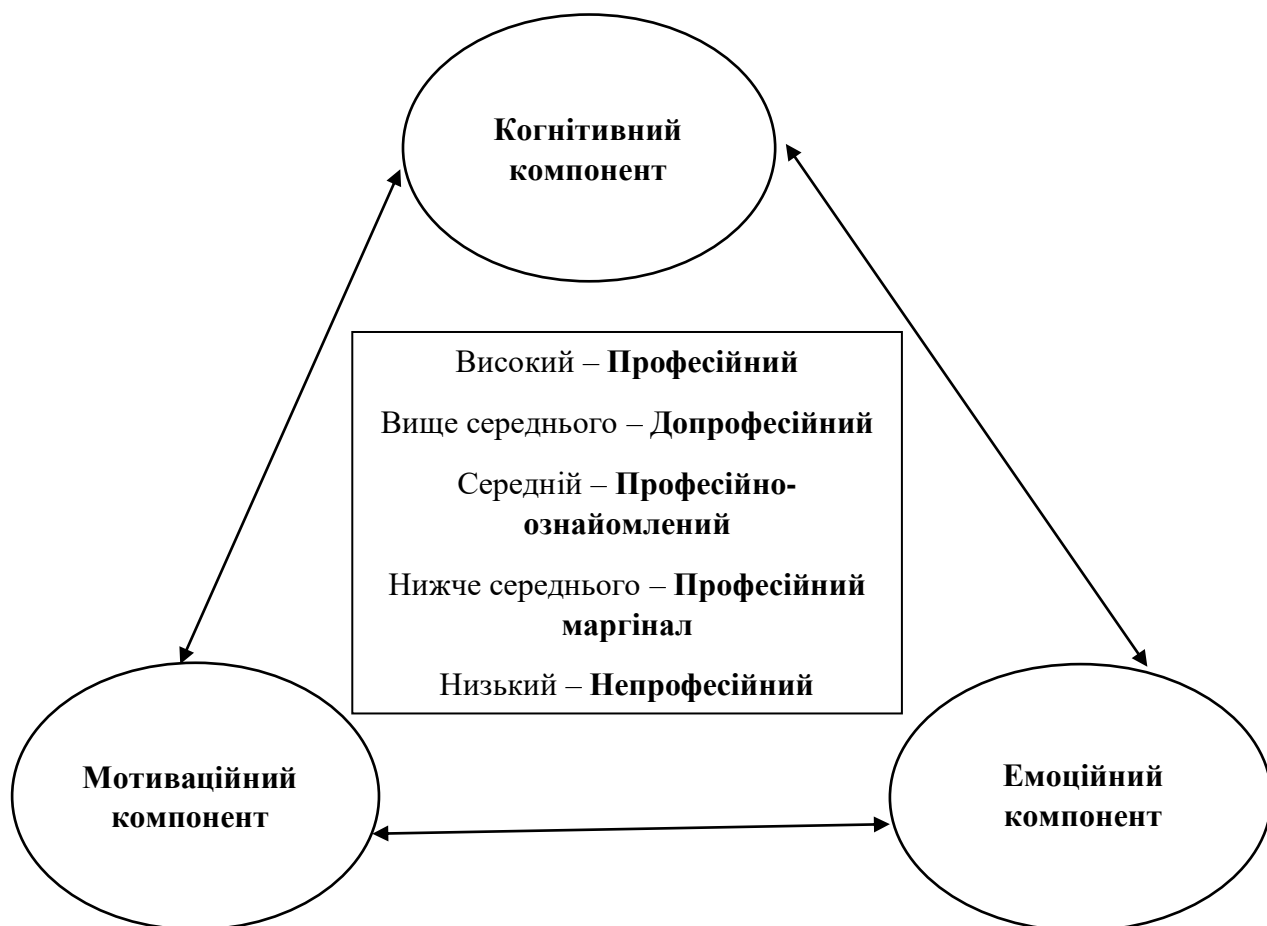 Когнітивний
компонент
Високий – Професійний
Вище середнього – Допрофесійний
Середній – Професійно-
ознайомлений
Нижче середнього – Професійний
маргінал
Низький – Непрофесійний
Мотиваційний
компонент
Емоційний
компонент